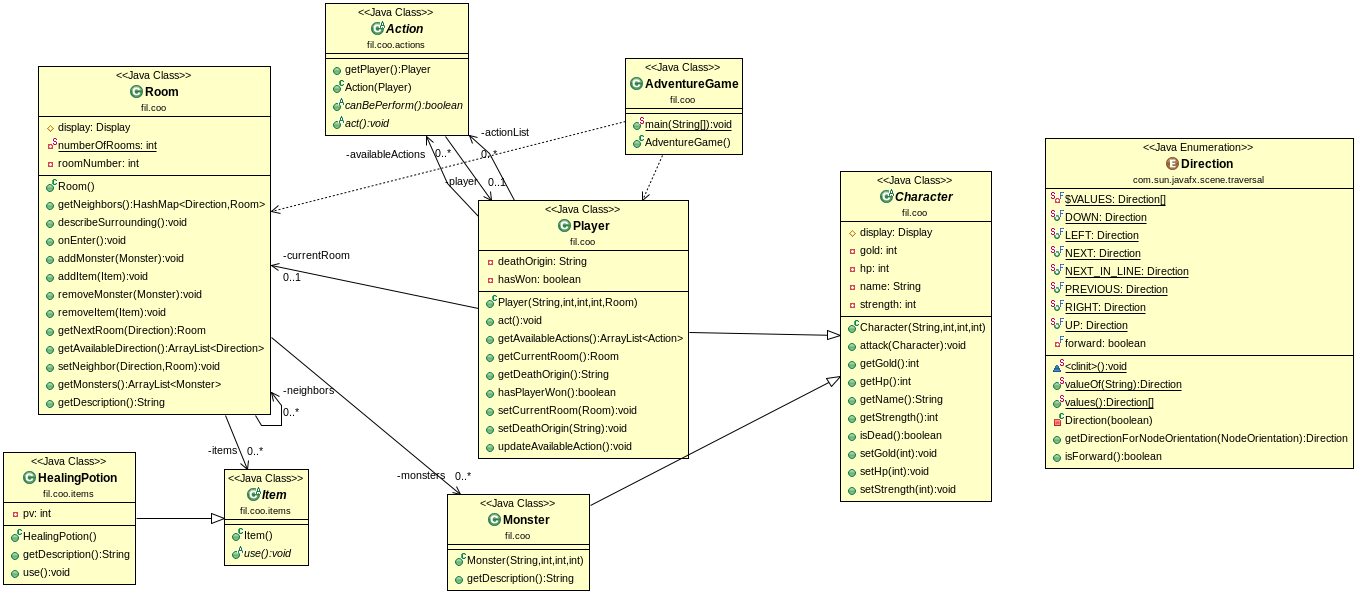 <<Java Class>>
Action
fil.coo.actions
getPlayer():Player
Action(Player)
canBePerform():boolean
act():void
<<Java Class>>
Room
fil.coo
display: Display
numberOfRooms: int
roomNumber: int
Room()
getNeighbors():HashMap<Direction,Room>
describeSurrounding():void
onEnter():void
addMonster(Monster):void
addItem(Item):void
removeMonster(Monster):void
removeItem(Item):void
getNextRoom(Direction):Room
getAvailableDirection():ArrayList<Direction>
setNeighbor(Direction,Room):void
getMonsters():ArrayList<Monster>
getDescription():String
<<Java Class>>
AdventureGame
fil.coo
main(String[]):void
AdventureGame()
-actionList
0..*
-availableActions
0..*
-player
0..1
-currentRoom
0..1
<<Java Class>>
Player
fil.coo
deathOrigin: String
hasWon: boolean
Player(String,int,int,int,Room)
act():void
getAvailableActions():ArrayList<Action>
getCurrentRoom():Room
getDeathOrigin():String
hasPlayerWon():boolean
setCurrentRoom(Room):void
setDeathOrigin(String):void
updateAvailableAction():void
<<Java Class>>
Character
fil.coo
display: Display
gold: int
hp: int
name: String
strength: int
Character(String,int,int,int)
attack(Character):void
getGold():int
getHp():int
getName():String
getStrength():int
isDead():boolean
setGold(int):void
setHp(int):void
setStrength(int):void
<<Java Enumeration>>
Direction
com.sun.javafx.scene.traversal
$VALUES: Direction[]
DOWN: Direction
LEFT: Direction
NEXT: Direction
NEXT_IN_LINE: Direction
PREVIOUS: Direction
RIGHT: Direction
UP: Direction
forward: boolean
<clinit>():void
valueOf(String):Direction
values():Direction[]
Direction(boolean)
getDirectionForNodeOrientation(NodeOrientation):Direction
isForward():boolean
-neighbors
0..*
-items 0..*
-monsters 0..*
<<Java Class>>
HealingPotion
fil.coo.items
pv: int
HealingPotion()
getDescription():String
use():void
<<Java Class>>
Item
fil.coo.items
Item()
use():void
<<Java Class>>
Monster
fil.coo
Monster(String,int,int,int)
getDescription():String